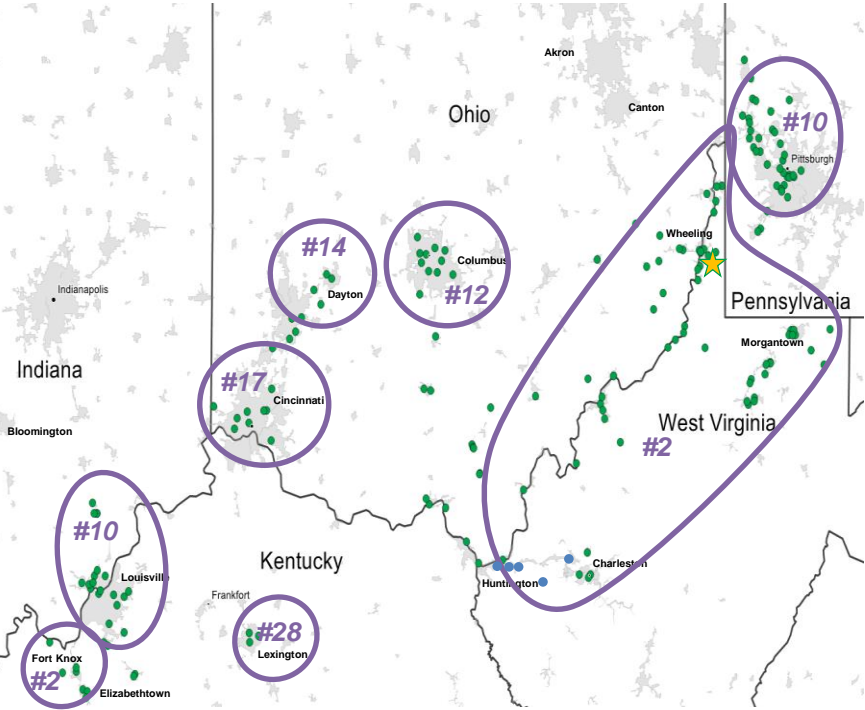 Akron
Canton
Ohio
#10
Pittsburgh
Wheeling
#14
Columbus
#12
Dayton
Indianapolis
Pennsylvania
Morgantown
Indiana
#17
Cincinnati
West Virginia
#2
Bloomington
#10
Kentucky
Louisville
Charleston
Huntington
Frankfort
#28
Lexington
Fort Knox
#2
Elizabethtown